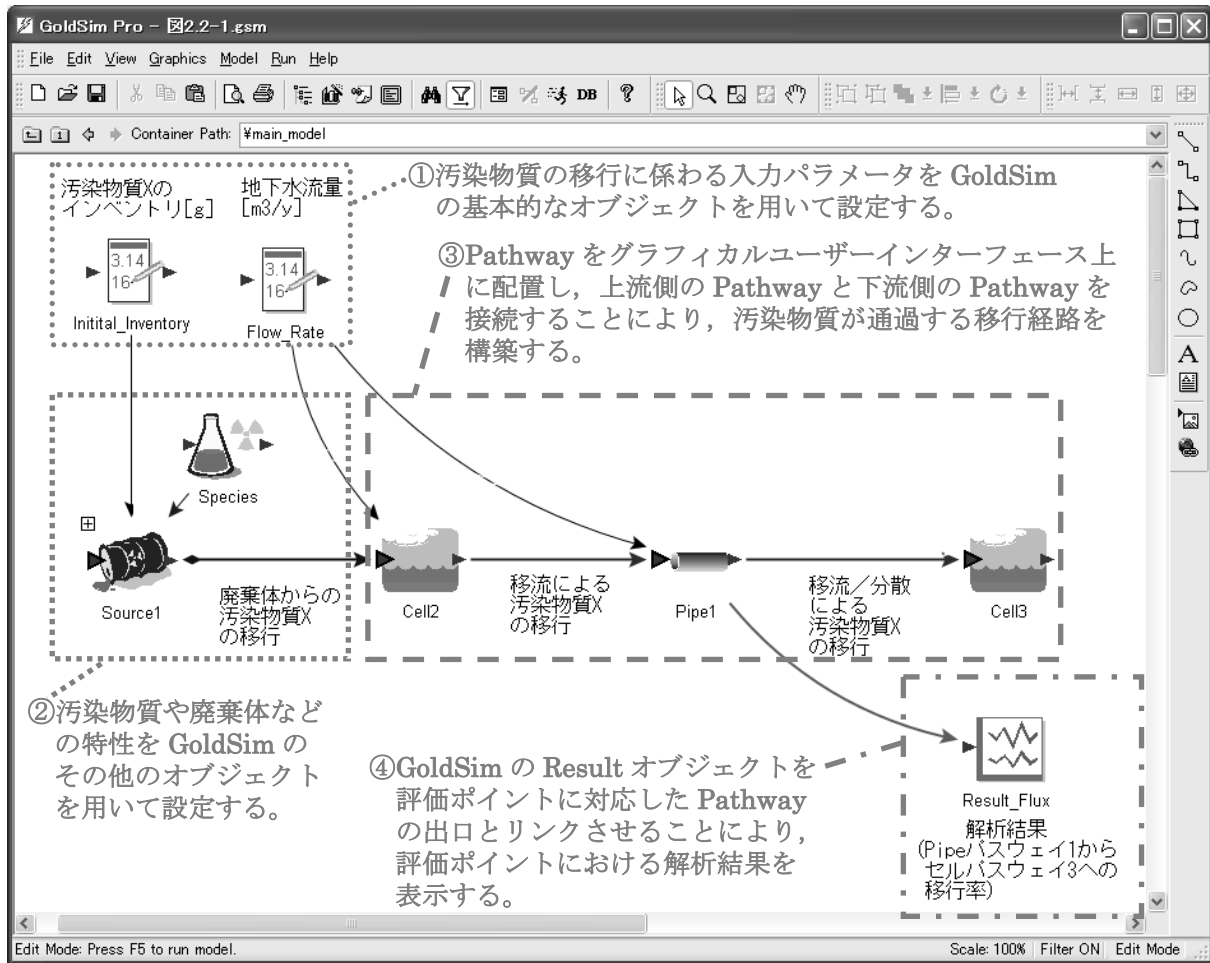 GoldSim Pro - 図2.2-1.gsm
File Edit View Graphics Model Run Help
DB
Container Path: ¥main_model
汚染物質Xの
インベントリ[g]
地下水流量
[m3/y]
3.14
16
Initital_Inventory
3.14
16
Flow_Rate
①汚染物質の移行に係わる入力パラメータを GoldSim
の基本的なオブジェクトを用いて設定する。
③Pathway をグラフィカルユーザーインターフェース上
に配置し，上流側の Pathway と下流側の Pathway を
接続することにより，汚染物質が通過する移行経路を
構築する。
Species
Source1
廃棄体からの
汚染物質X
の移行
Cell2
移流による
汚染物質X
の移行
Pipe1
移流／分散
による
汚染物質X
の移行
Cell3
②汚染物質や廃棄体など
の特性を GoldSim の
その他のオブジェクト
を用いて設定する。
④GoldSim の Result オブジェクトを
評価ポイントに対応した Pathway
の出口とリンクさせることにより，
評価ポイントにおける解析結果を
表示する。
Result_Flux
解析結果
(Pipeパスウェイ1から
セルパスウェイ3への
移行率)
Edit Mode: Press F5 to run model.
Scale: 100% Filter ON Edit Mode